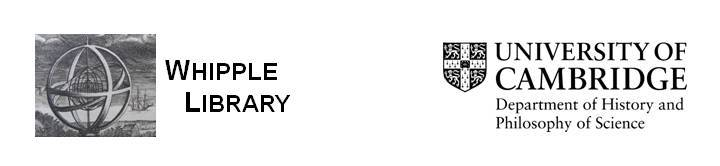 WHIPPLE
LIBRARY
UNIVERSITY OF
CAMBRIDGE
Department of History and
Philosophy of Science